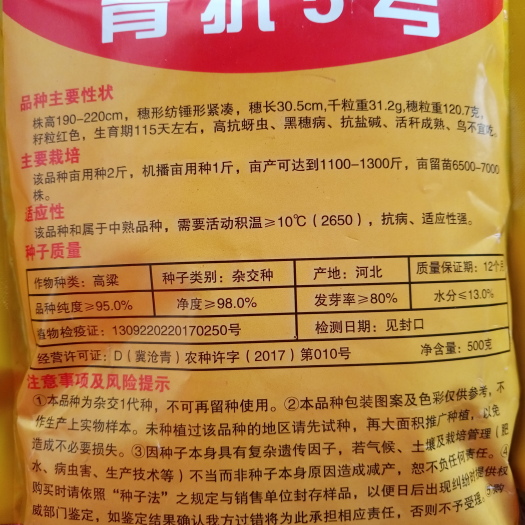 青抗5号
品种主要性状
株高190-220cm，穗形纺锤形紧凑，穗长30.5cm,千粒重31.2g,穗粒重120.7克,
籽粒红色，生育期115天左右，高抗蚜虫、黑穗病、抗盐碱、活秆成熟、鸟不宜吃。
主要栽培
该品种亩用种2斤，机播亩用种1斤，亩产可达到1100-1300斤，亩留苗6500-7000
株。
适应性
该品种和属于中熟品种，需要活动积温≥10℃（2650），抗病、适应性强。
种子质量
作物种类：高粱 种子类别：杂交种 产地：河北 质量保证期：12个月
品种纯度≥95.0% 净度≥98.0% 发芽率≥80% 水分≤13.0%
植物检疫证：1309220220170250号 检测日期：见封口
经营许可证：D（冀沧青）农种许字（2017）第010号 净含量：500克
注意事项及风险提示
①本品种为杂交1代种，不可再留种使用。②本品种包装图案及色彩仅供参考，不
作生产上实物样本。未种植过该品种的地区请先试种，再大面积推广种植，以免
造成不必要损失。③因种子本身具有复杂遗传因子，若气候、土壤及栽培管理（肥
水、病虫害、生产技术等）不当而非种子本身原因造成减产，恕不负任何责任。④
购买时请依照“种子法”之规定与销售单位封存样品，以便日后出现纠纷时提供权
威部门鉴定，如鉴定结果确认我方过错将为此承担相应责任，否则不予受理。